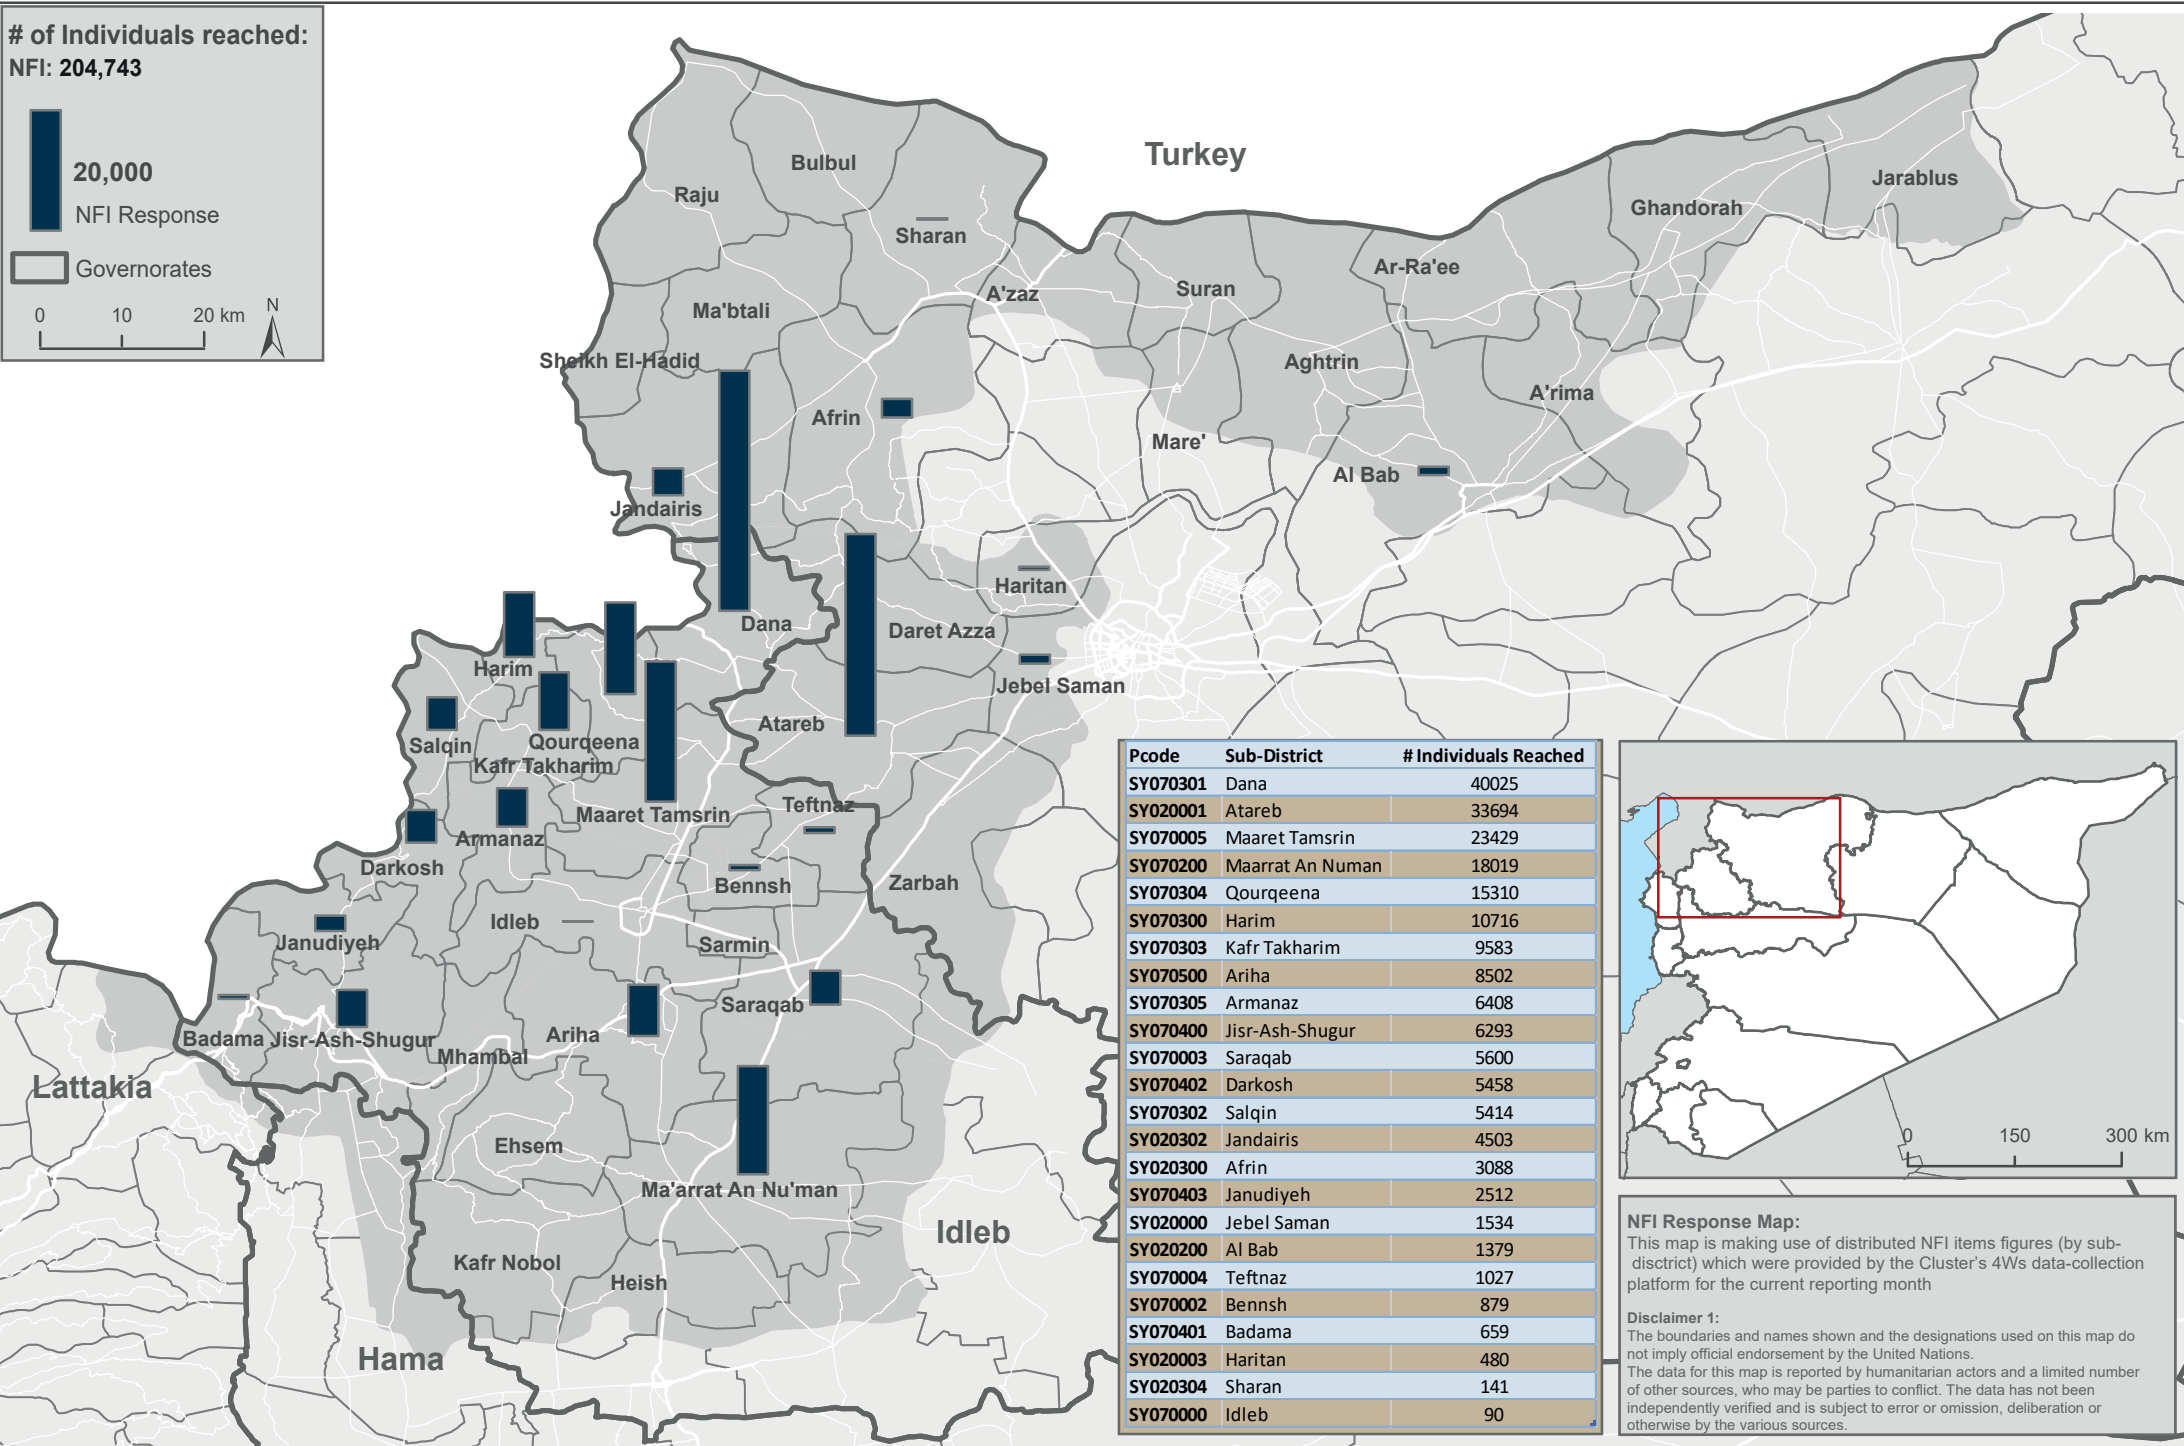 # of Individuals reached:
NFI: 204,743
20,000
NFI Response
Governorates
0 10 20 km
N
Turkey
Bulbul
Raju
Sharan
Jarablus
Ghandorah
Ar-Ra'ee
Suran
A'zaz
Ma'btali
Sheikh El-Hadid
Aghtrin
A'rima
Afrin
Mare'
Al Bab
Jandairis
Haritan
Dana
Daret Azza
Harim
Jebel Saman
Atareb
Salqin
Qourqeena
Kafr Takharim
Teftnaz
Maaret Tamsrin
Armanaz
Darkosh
Bennsh
Zarbah
Idleb
Janudiyeh
Sarmin
Saraqab
Ariha
Badama
Jisr-Ash-Shugur
Mhambal
Lattakia
Ehsem
Ma'arrat An Nu'man
Idleb
Kafr Nobol
Heish
Hama
Pcode Sub-District # Individuals Reached
SY070301 Dana 40025
SY020001 Atareb 33694
SY070005 Maaret Tamsrin 23429
SY070200 Maarrat An Numan 18019
SY070304 Qourqeena 15310
SY070300 Harim 10716
SY070303 Kafr Takharim 9583
SY070500 Ariha 8502
SY070305 Armanaz 6408
SY070400 Jisr-Ash-Shugur 6293
SY070003 Saraqab 5600
SY070402 Darkosh 5458
SY070302 Salqin 5414
SY020302 Jandairis 4503
SY020300 Afrin 3088
SY070403 Janudiyeh 2512
SY020000 Jebel Saman 1534
SY020200 Al Bab 1379
SY070004 Teftnaz 1027
SY070002 Bennsh 879
SY070401 Badama 659
SY020003 Haritan 480
SY020304 Sharan 141
SY070000 Idleb 90
0 150 300 km
NFI Response Map:
This map is making use of distributed NFI items figures (by sub-
disctrict) which were provided by the Cluster's 4Ws data-collection
platform for the current reporting month
Disclaimer 1:
The boundaries and names shown and the designations used on this map do
not imply official endorsement by the United Nations.
The data for this map is reported by humanitarian actors and a limited number
of other sources, who may be parties to conflict. The data has not been
independently verified and is subject to error or omission, deliberation or
otherwise by the various sources.